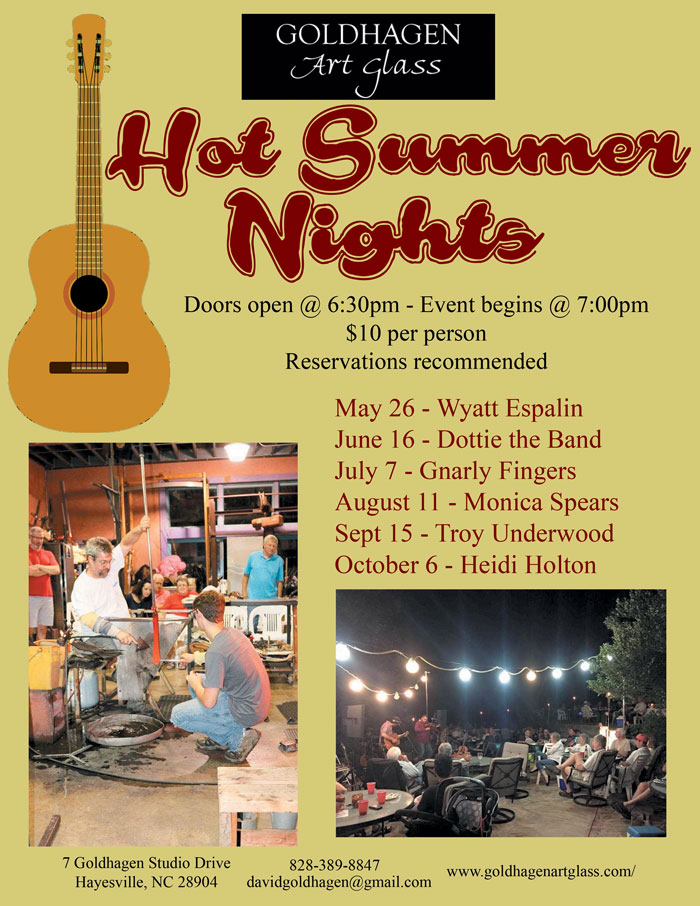 GOLDHAGEN
Art Glass
Hot Summer
Nights
Doors open @ 6:30pm - Event begins @ 7:00pm
$10 per person
Reservations recommended
May 26 - Wyatt Espalin
June 16 - Dottie the Band
July 7 - Gnarly Fingers
August 11 - Monica Spears
Sept 15 - Troy Underwood
October 6 - Heidi Holton
7 Goldhagen Studio Drive
Hayesville, NC 28904
828-389-8847
davidgoldhagen@gmail.com
www.goldhagenartglass.com/